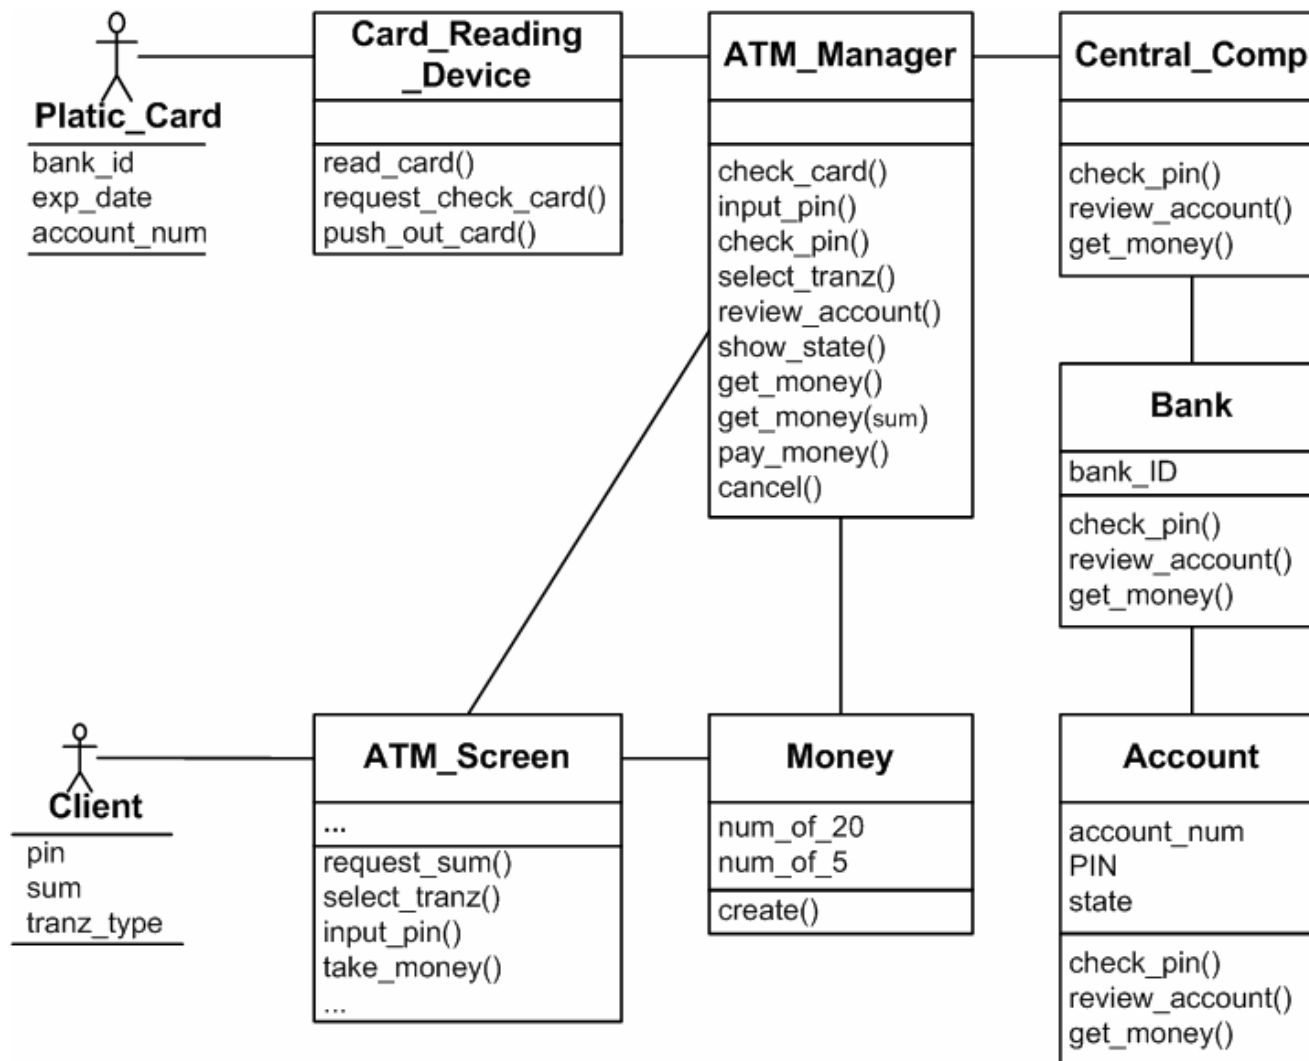 Platic_Card
bank_id
exp_date
account_num
Card_Reading
_Device
read_card()
request_check_card()
push_out_card()
ATM_Manager
check_card()
input_pin()
check_pin()
select_tranz()
review_account()
show_state()
get_money()
get_money(sum)
pay_money()
cancel()
Central_Comp
check_pin()
review_account()
get_money()
Bank
bank_ID
check_pin()
review_account()
get_money()
Client
pin
sum
tranz_type
ATM_Screen
...
request_sum()
select_tranz()
input_pin()
take_money()
...
Money
num_of_20
num_of_5
create()
Account
account_num
PIN
state
check_pin()
review_account()
get_money()